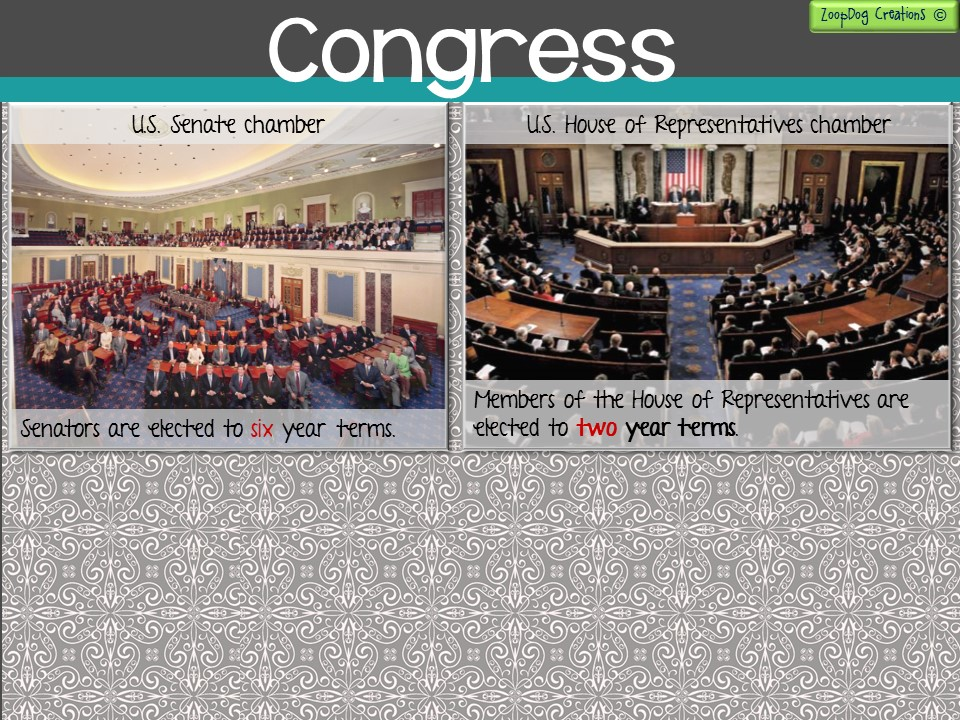 Congress
ZoopDog Creations ©
U.S. Senate chamber
Senators are elected to six year terms.
U.S. House of Representatives chamber
Members of the House of Representatives are
elected to two year terms.